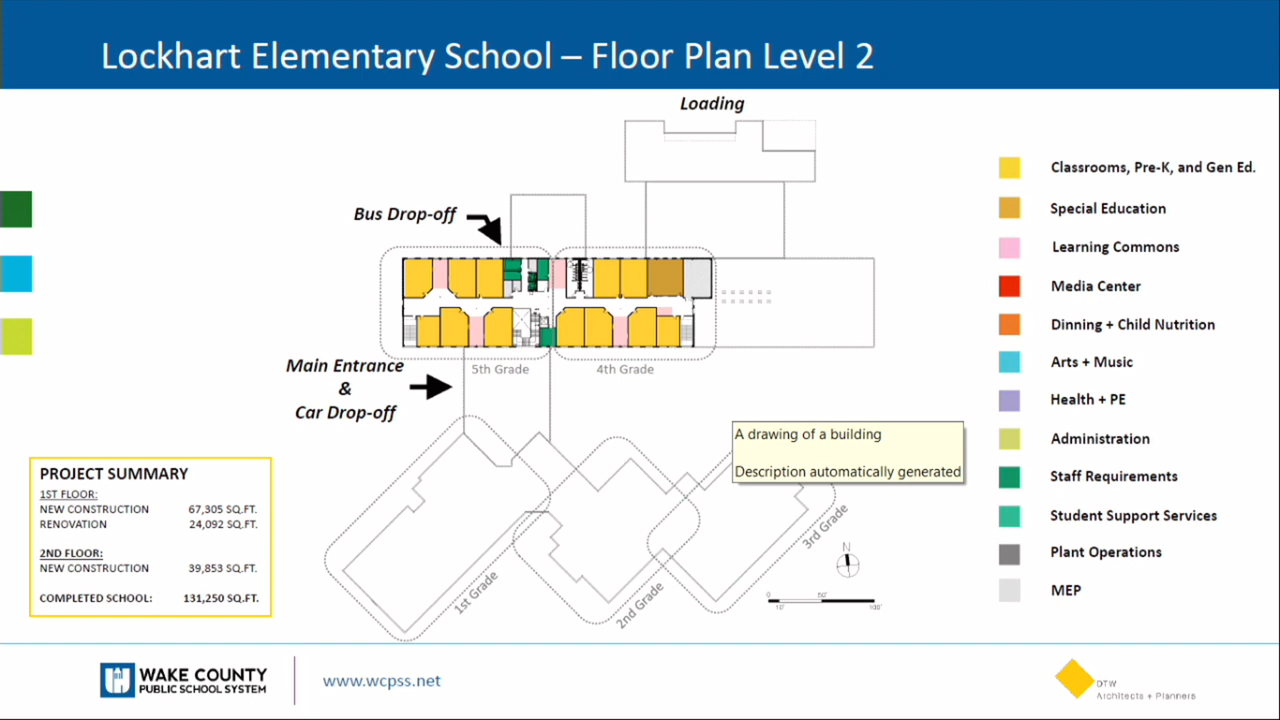 Lockhart Elementary School – Floor Plan Level 2
Loading
Bus Drop-off
Main Entrance
&
Car Drop-off
5th Grade
4th Grade
1st Grade
2nd Grade
3rd Grade
A drawing of a building
Description automatically generated
N
0 50' 
10' 100'
Classrooms, Pre-K, and Gen Ed.
Special Education
Learning Commons
Media Center
Dinning + Child Nutrition
Arts + Music
Health + PE
Administration
Staff Requirements
Student Support Services
Plant Operations
MEP
PROJECT SUMMARY
1ST FLOOR:
NEW CONSTRUCTION 67,305 SQ.FT.
RENOVATION 24,092 SQ.FT.
2ND FLOOR:
NEW CONSTRUCTION 39,853 SQ.FT.
COMPLETED SCHOOL: 131,250 SQ.FT.
WAKE COUNTY
PUBLIC SCHOOL SYSTEM
www.wcpss.net
DTW
Architects + Planners